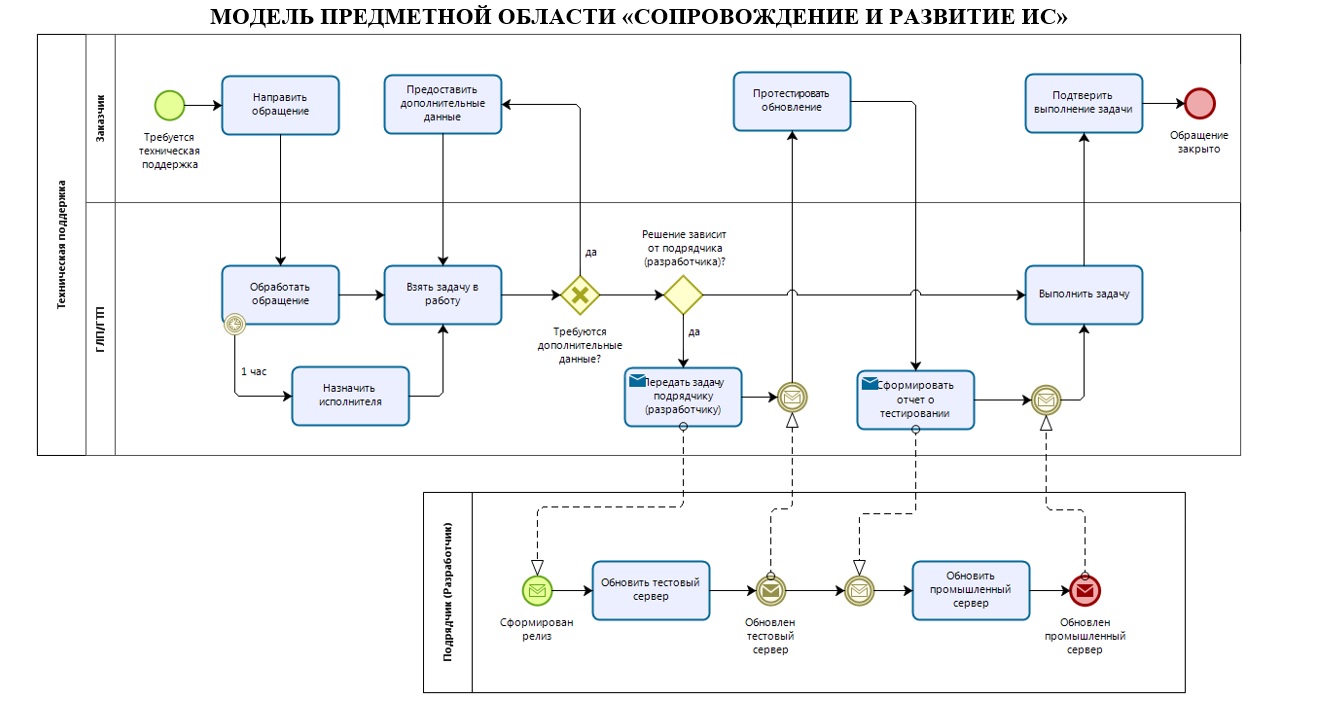 МОДЕЛЬ ПРЕДМЕТНОЙ ОБЛАСТИ «СОПРОВОЖДЕНИЕ И РАЗВИТИЕ ИС»
Техническая поддержка
Заказчик
Требуется
техническая
поддержка
Направить
обращение
Предоставить
дополнительные
данные
Протестировать
обновление
Подтверить
выполнение задачи
Обращение
закрыто
ГЛП/ГТП
Обработать
обращение
1 час
Назначить
исполнителя
Взять задачу в
работу
да
Требуются
дополнительные
данные?
Решение зависит
от подрядчика
(разработчика)?
да
Передать задачу
подрядчику
(разработчику)
Сформировать
отчет о
тестировании
Выполнить задачу
Подрядчик (Разработчик)
Сформирован
релиз
Обновить тестовый
сервер
Обновлен
тестовый
сервер
Обновить
промышленный
сервер
Обновлен
промышленный
сервер